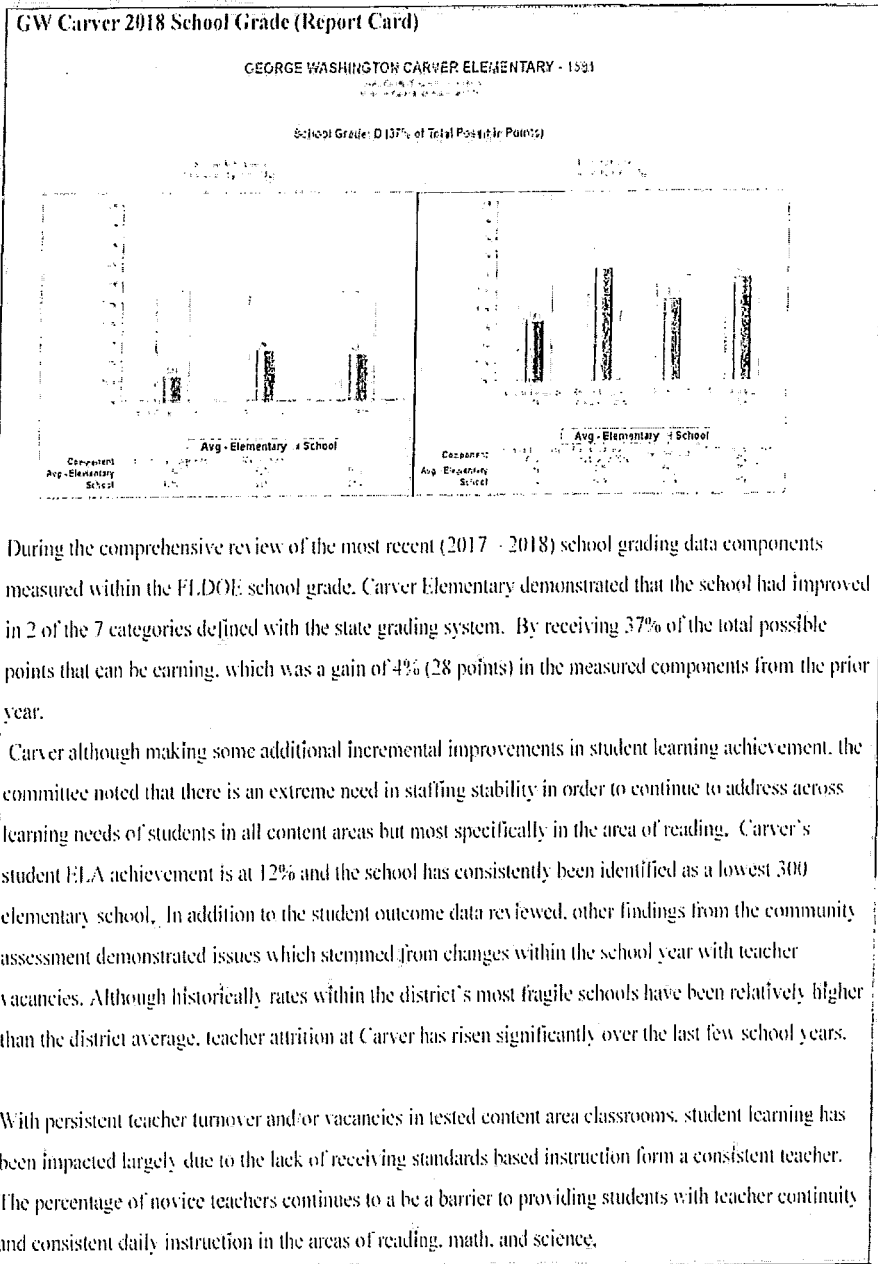 GW Carver 2018 School Grade (Report Card)
GEORGE WASHINGTON CARVER ELEMENTARY - 1591
School Grade: D (37% of Total Possible Points)
Avg - Elementary School
Component
Avg - Elementary
School
Avg - Elementary School
Component
Avg - Elementary
School
During the comprehensive review of the most recent (2017 - 2018) school grading data components
measured within the FLDOE school grade, Carver Elementary demonstrated that the school had improved
in 2 of the 7 categories defined with the state grading system. By receiving 37% of the total possible
points that can be earning, which was a gain of 4% (28 points) in the measured components from the prior
year.
Carver although making some additional incremental improvements in student learning achievement, the
committee noted that there is an extreme need in staffing stability in order to continue to address across
learning needs of students in all content areas but most specifically in the area of reading. Carver's
student ELA achievement is at 12% and the school has consistently been identified as a lowest 300
elementary school. In addition to the student outcome data reviewed, other findings from the community
assessment demonstrated issues which stemmed from changes within the school year with teacher
vacancies. Although historically rates within the district's most fragile schools have been relatively higher
than the district average, teacher attrition at Carver has risen significantly over the last few school years.
With persistent teacher turnover and/or vacancies in tested content area classrooms, student learning has
been impacted largely due to the lack of receiving standards based instruction form a consistent teacher.
The percentage of novice teachers continues to a be a barrier to providing students with teacher continuity
and consistent daily instruction in the areas of reading, math, and science.